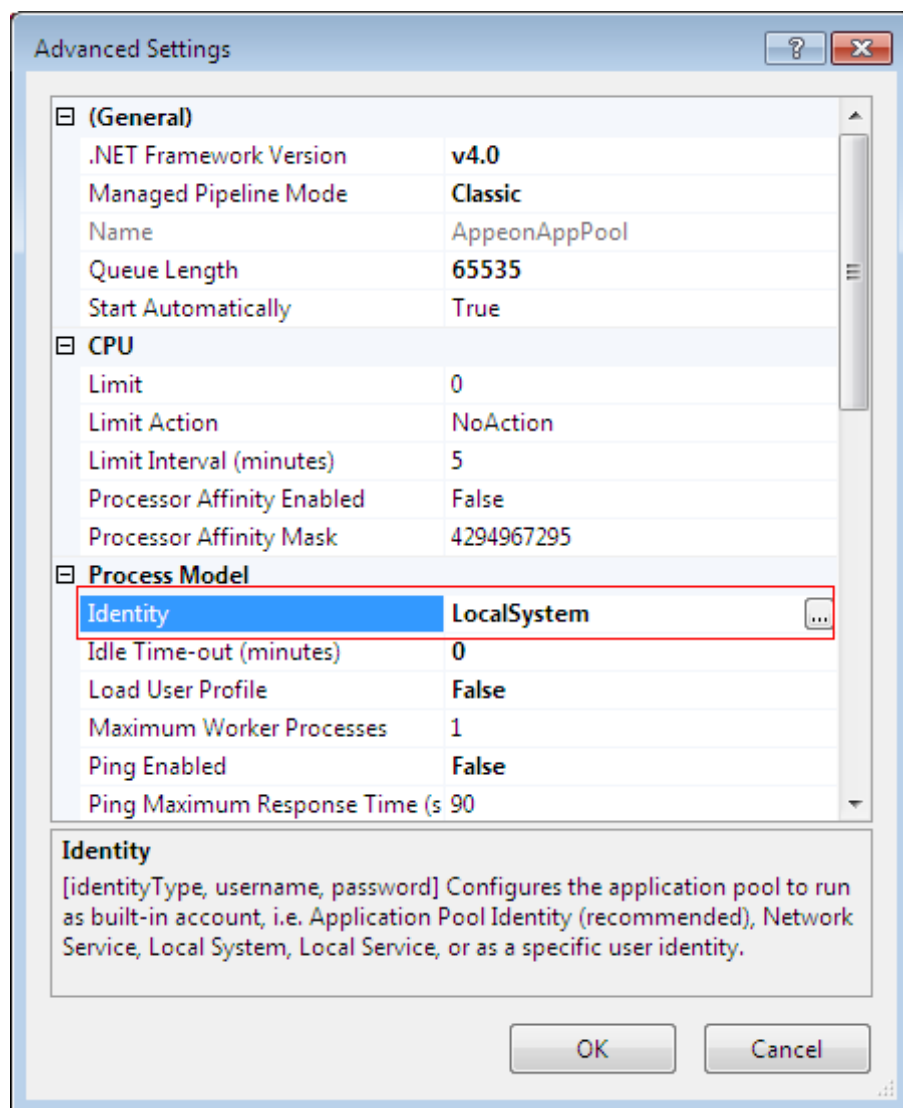 Advanced Settings
(General)
.NET Framework Version v4.0
Managed Pipeline Mode Classic
Name AppeonAppPool
Queue Length 65535
Start Automatically True
CPU
Limit 0
Limit Action NoAction
Limit Interval (minutes) 5
Processor Affinity Enabled False
Processor Affinity Mask 4294967295
Process Model
Identity LocalSystem ...
Idle Time-out (minutes) 0
Load User Profile False
Maximum Worker Processes 1
Ping Enabled False
Ping Maximum Response Time (s 90
Identity
[identityType, username, password] Configures the application pool to run
as built-in account, i.e. Application Pool Identity (recommended), Network
Service, Local System, Local Service, or as a specific user identity.
OK Cancel